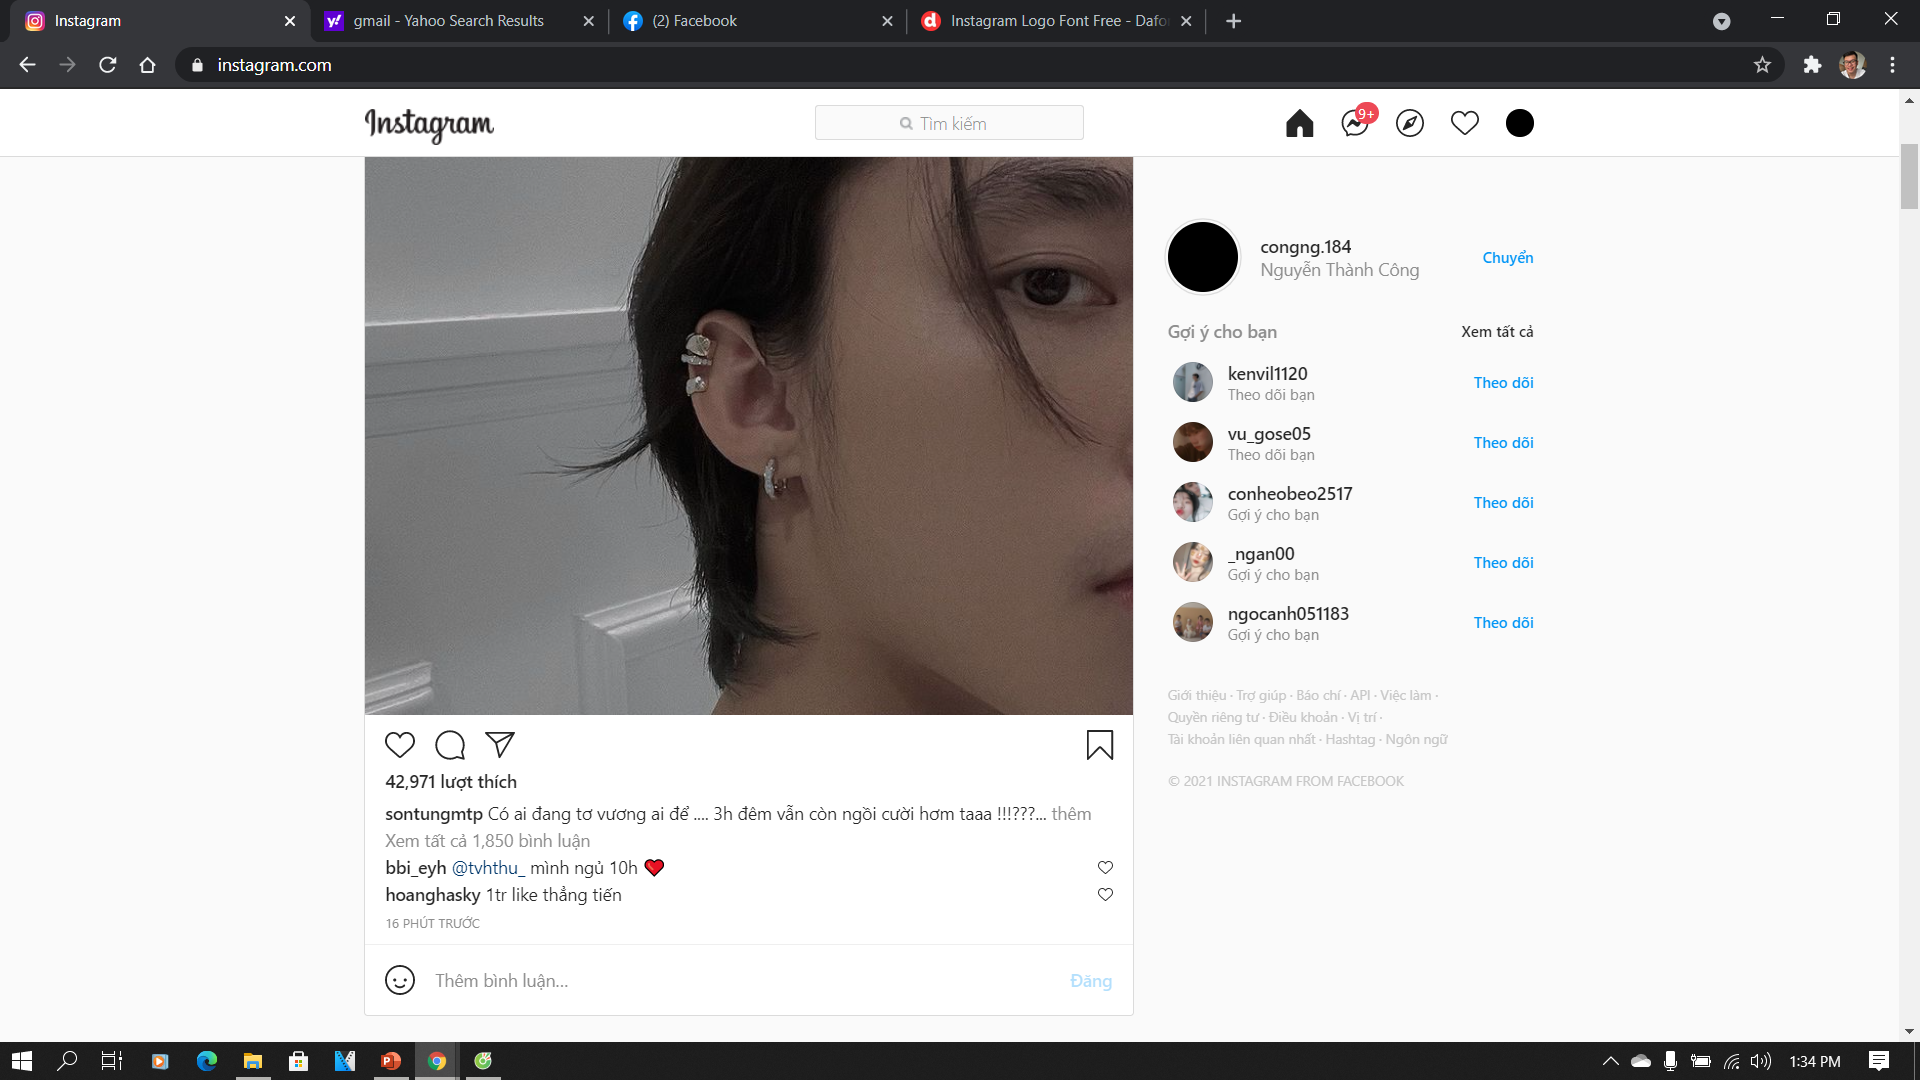 Instagram
gmail - Yahoo Search Results
(2) Facebook
Instagram Logo Font Free - Dafo
instagram.com
Instagram
Tìm kiếm
9+
congng.184
Nguyễn Thành Công
Chuyển
Gợi ý cho bạn
Xem tất cả
kenvil1120
Theo dõi bạn
Theo dõi
vu_gose05
Theo dõi bạn
Theo dõi
conheobeo2517
Gợi ý cho bạn
Theo dõi
_ngan00
Gợi ý cho bạn
Theo dõi
ngocanh051183
Gợi ý cho bạn
Theo dõi
Giới thiệu · Trợ giúp · Báo chí · API · Việc làm ·
Quyền riêng tư · Điều khoản · Vị trí ·
Tài khoản liên quan nhất · Hashtag · Ngôn ngữ
© 2021 INSTAGRAM FROM FACEBOOK
42,971 lượt thích
sontungmtp Có ai đang tơ vương ai để .... 3h đêm vẫn còn ngồi cười hơm taaa !!!???... thêm
Xem tất cả 1,850 bình luận
bbi_eyh @tvhthu_ mình ngủ 10h ❤️
hoanghasky 1tr like thẳng tiến
16 PHÚT TRƯỚC
Thêm bình luận...
Đăng
1:34 PM